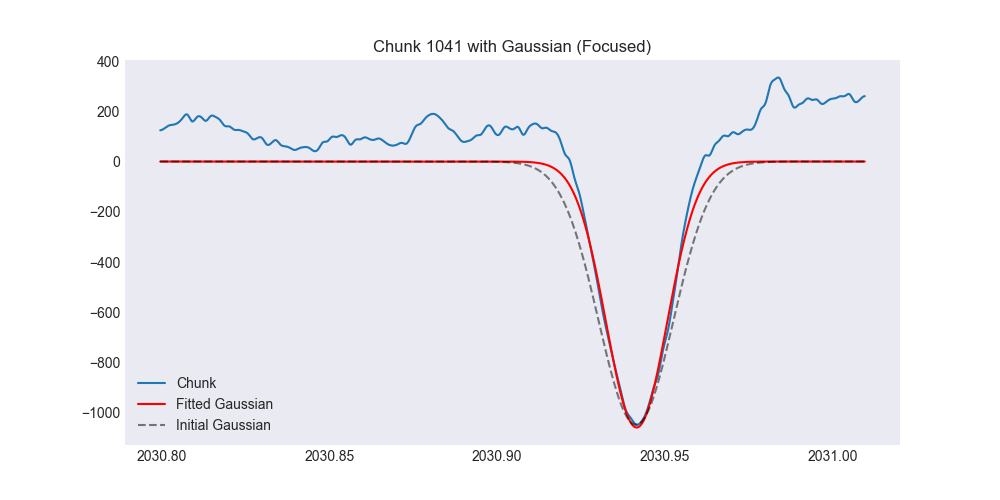 Chunk 1041 with Gaussian (Focused)
400
200
0
−200
−400
−600
−800
−1000
Chunk
Fitted Gaussian
Initial Gaussian
2030.80 2030.85 2030.90 2030.95 2031.00